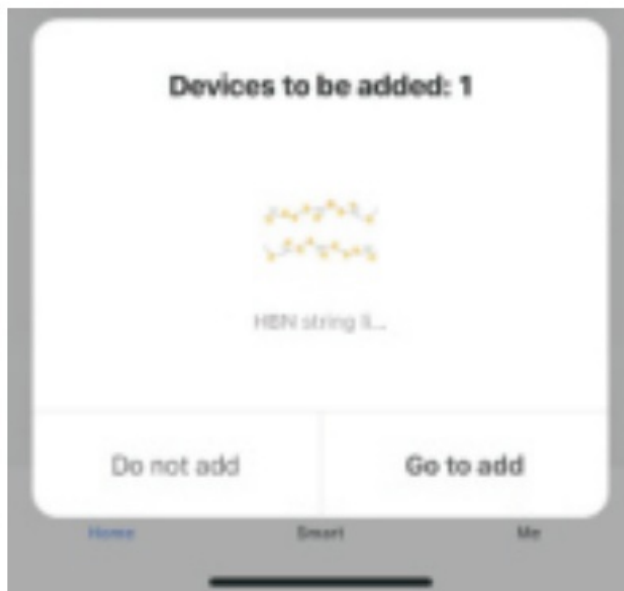 Devices to be added: 1
HBN string li...
Do not add
Go to add
Home
Smart
Me